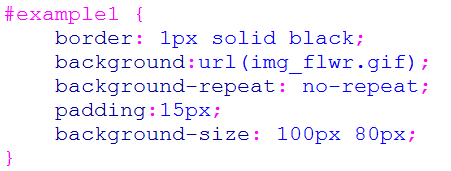 #example1 {
    border: 1px solid black;
    background:url(img_flwr.gif);
    background-repeat: no-repeat;
    padding:15px;
    background-size: 100px 80px;
}